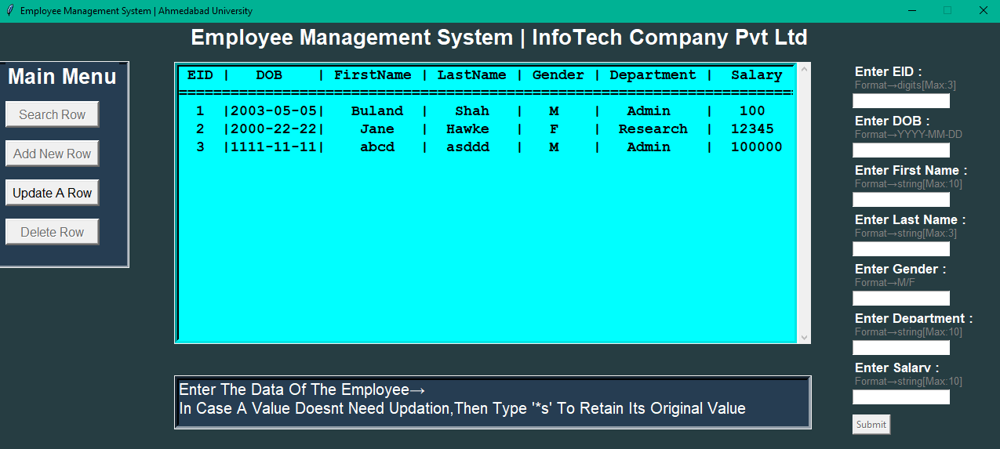 Employee Management System | Ahmedabad University
Employee Management System | InfoTech Company Pvt Ltd
Main Menu
Search Row
Add New Row
Update A Row
Delete Row
EID | DOB | FirstName | LastName | Gender | Department | Salary
=======================================================================
1 |2003-05-05| Buland | Shah | M | Admin | 100
2 |2000-22-22| Jane | Hawke | F | Research | 12345
3 |1111-11-11| abcd | asddd | M | Admin | 100000
Enter The Data Of The Employee→
In Case A Value Doesnt Need Updation,Then Type '*s' To Retain Its Original Value
Enter EID :
Format→digits[Max:3]
Enter DOB :
Format→YYYY-MM-DD
Enter First Name :
Format→string[Max:10]
Enter Last Name :
Format→string[Max:3]
Enter Gender :
Format→M/F
Enter Department :
Format→string[Max:10]
Enter Salary :
Format→string[Max:10]
Submit